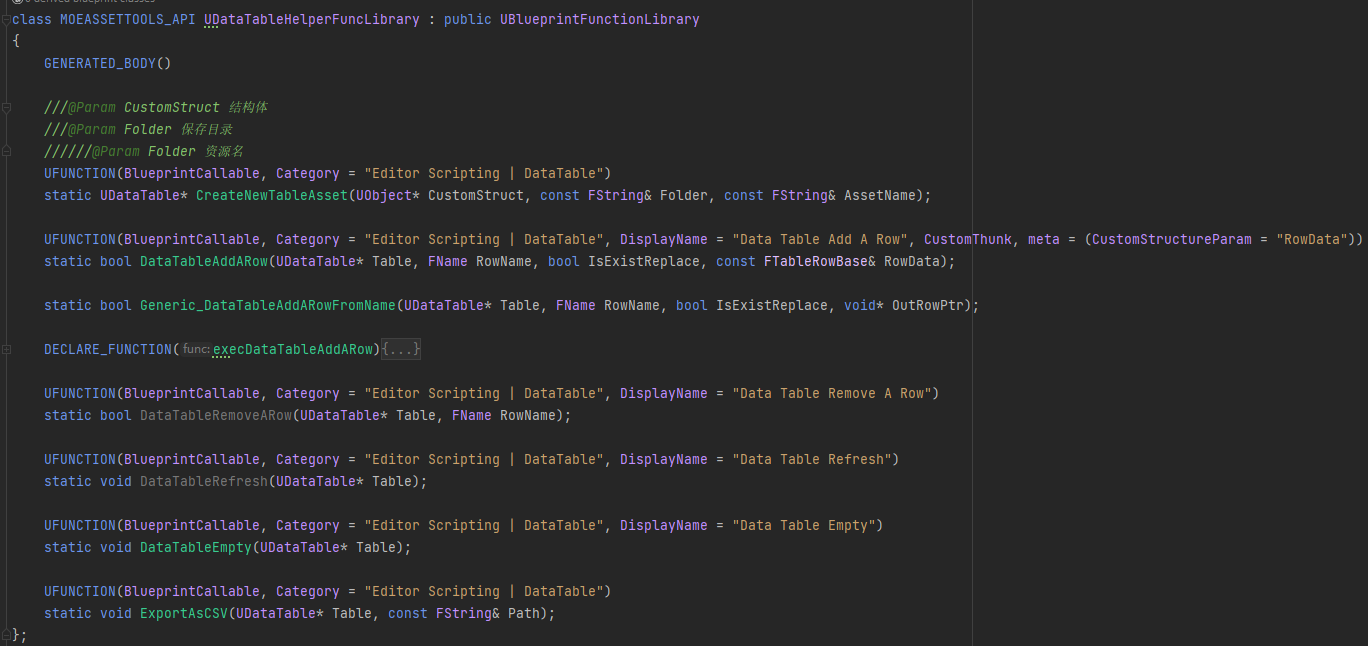 0 derived blueprint classes
class MOEASSETTOOLS_API UDataTableHelperFuncLibrary : public UBlueprintFunctionLibrary
{
    GENERATED_BODY()
    ///@Param CustomStruct 结构体
    ///@Param Folder 保存目录
    //////@Param Folder 资源名
    UFUNCTION(BlueprintCallable, Category = "Editor Scripting | DataTable")
    static UDataTable* CreateNewTableAsset(UObject* CustomStruct, const FString& Folder, const FString& AssetName);
    UFUNCTION(BlueprintCallable, Category = "Editor Scripting | DataTable", DisplayName = "Data Table Add A Row", CustomThunk, meta = (CustomStructureParam = "RowData"))
    static bool DataTableAddARow(UDataTable* Table, FName RowName, bool IsExistReplace, const FTableRowBase& RowData);
    static bool Generic_DataTableAddARowFromName(UDataTable* Table, FName RowName, bool IsExistReplace, void* OutRowPtr);
    DECLARE_FUNCTION(func: execDataTableAddARow){...}
    UFUNCTION(BlueprintCallable, Category = "Editor Scripting | DataTable", DisplayName = "Data Table Remove A Row")
    static bool DataTableRemoveARow(UDataTable* Table, FName RowName);
    UFUNCTION(BlueprintCallable, Category = "Editor Scripting | DataTable", DisplayName = "Data Table Refresh")
    static void DataTableRefresh(UDataTable* Table);
    UFUNCTION(BlueprintCallable, Category = "Editor Scripting | DataTable", DisplayName = "Data Table Empty")
    static void DataTableEmpty(UDataTable* Table);
    UFUNCTION(BlueprintCallable, Category = "Editor Scripting | DataTable")
    static void ExportAsCSV(UDataTable* Table, const FString& Path);
};